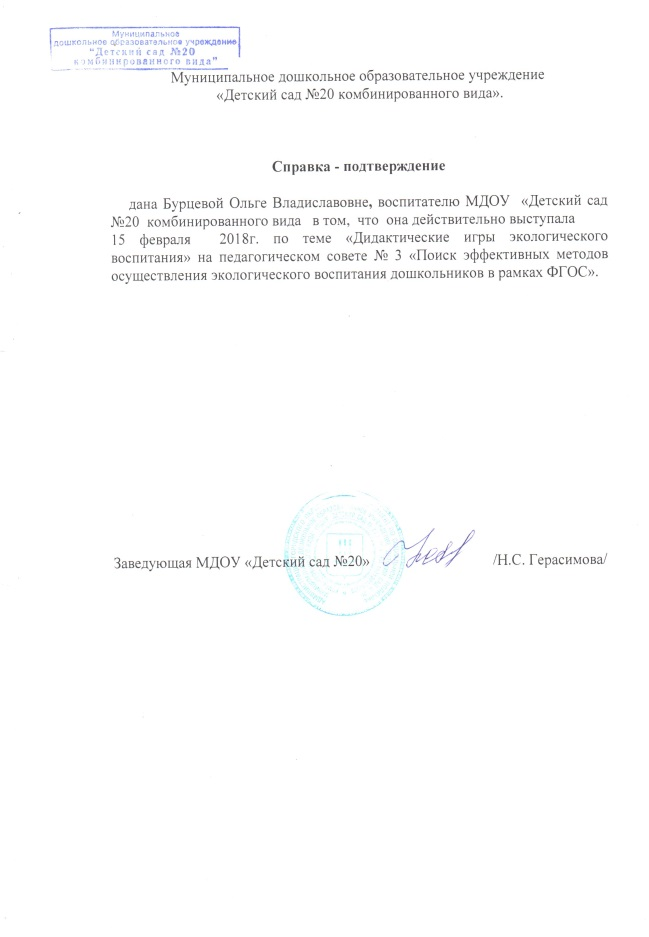 Муниципальное
дошкольное образовательное учреждение
"Детский сад №20
комбинированного вида"
Муниципальное дошкольное образовательное учреждение
«Детский сад №20 комбинированного вида».
Справка - подтверждение
дана Бурцевой Ольге Владиславовне, воспитателю МДОУ «Детский сад
№20 комбинированного вида в том, что она действительно выступала
15 февраля 2018г. по теме «Дидактические игры экологического
воспитания» на педагогическом совете № 3 «Поиск эффективных методов
осуществления экологического воспитания дошкольников в рамках ФГОС».
Заведующая МДОУ «Детский сад №20» /Н.С. Герасимова/